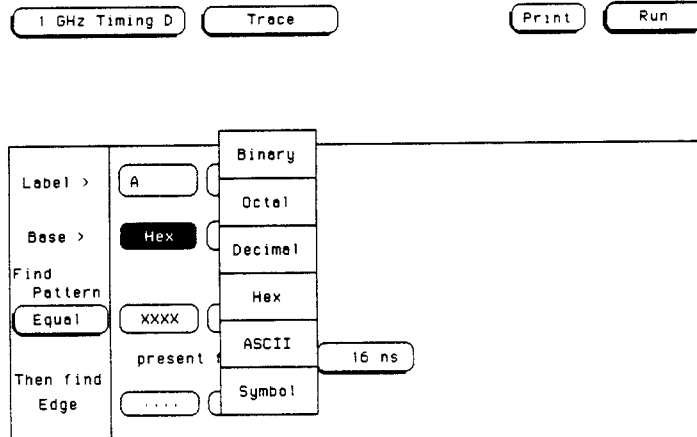 1 GHz Timing D Trace Print Run
Binary
Label > A
Octal
Base > Hex
Decimal
Find
Pattern
Hex
Equal XXXX
ASCII
present 16 ns
Then find
Symbol
Edge ....